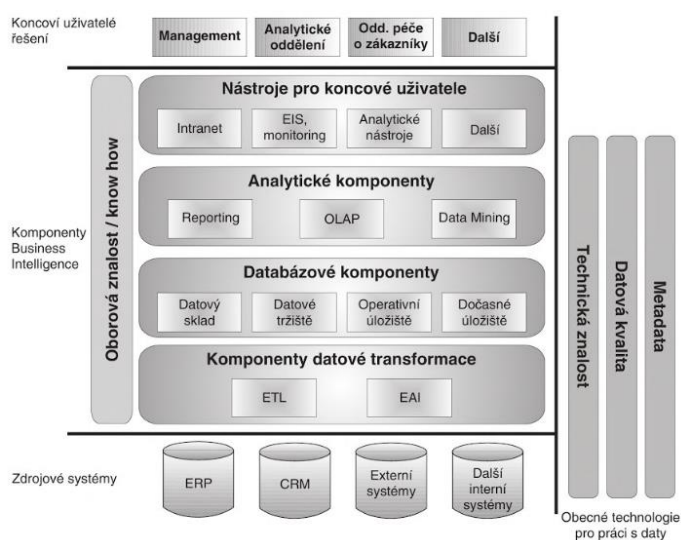 Koncoví uživatelé
řešení
Management
Analytické
oddělení
Odd. péče
o zákazníky
Další
Komponenty
Business
Intelligence
Oborová znalost / know how
Nástroje pro koncové uživatele
Intranet
EIS,
monitoring
Analytické
nástroje
Další
Analytické komponenty
Reporting
OLAP
Data Mining
Databázové komponenty
Datový
sklad
Datové
tržiště
Operativní
úložiště
Dočasné
úložiště
Komponenty datové transformace
ETL
EAI
Technická znalost
Datová kvalita
Metadata
Zdrojové systémy
ERP
CRM
Externí
systémy
Další
interní
systémy
Obecné technologie
pro práci s daty